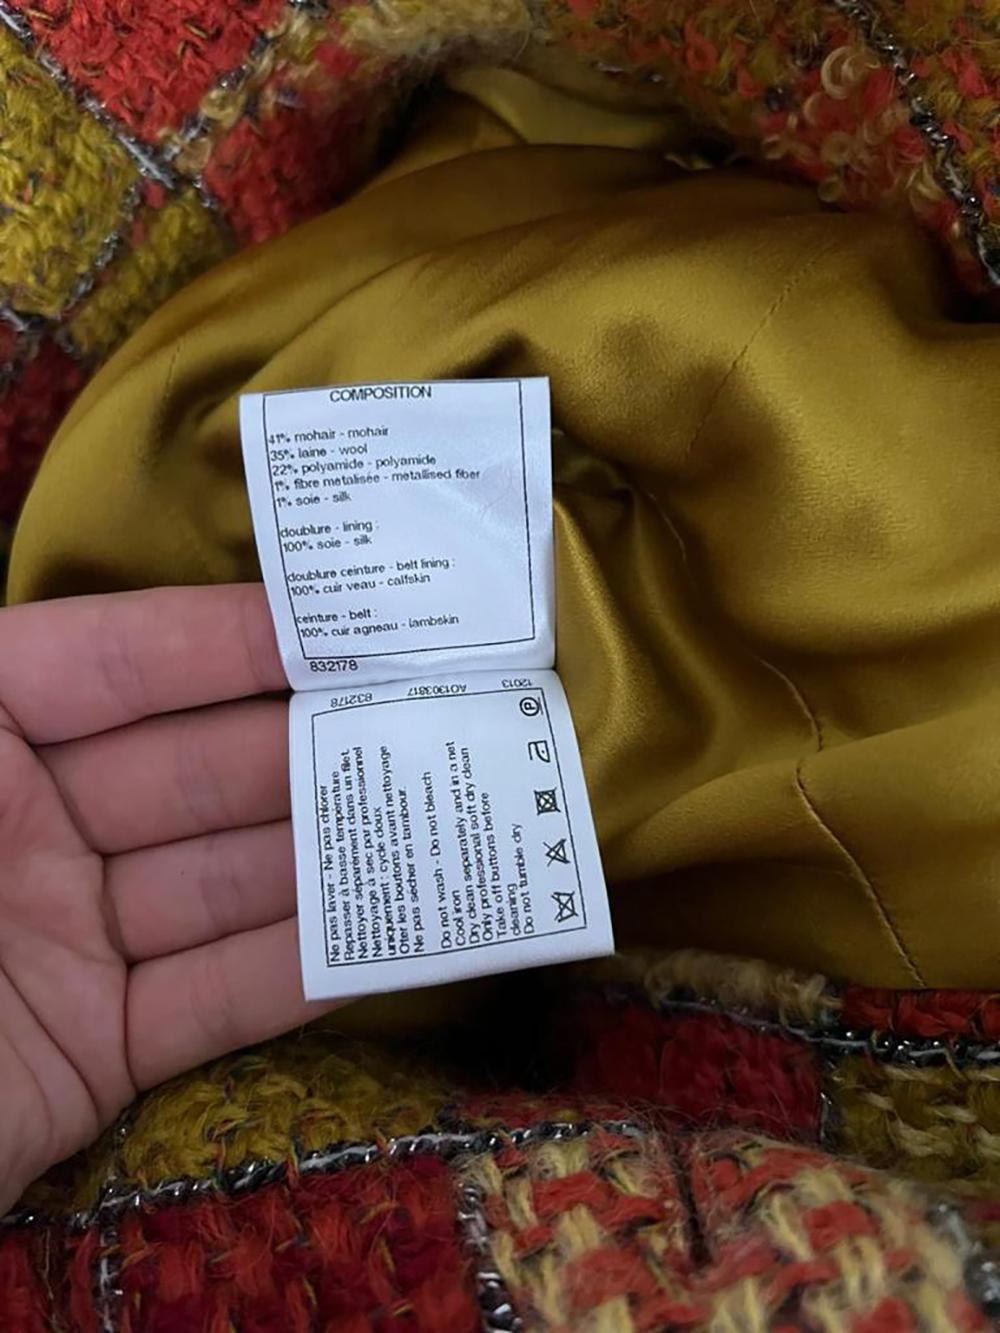 COMPOSITION
41% mohair - mohair
35% laine - wool
22% polyamide - polyamide
1% fibre metalisée - metallised fiber
1% soie - silk
doublure - lining :
100% soie - silk
doublure ceinture - belt lining :
100% cuir veau - calfskin
ceinture - belt :
100% cuir agneau - lambskin
832178
832178 AO1303817 12013
Ne pas laver - Ne pas chlorer
Repasser à basse température
Nettoyer séparément dans un filet.
Nettoyage à sec par professionnel
uniquement : cycle doux
Oter les boutons avant nettoyage
Ne pas sécher en tambour.
Do not wash - Do not bleach
Cool iron
Dry clean separately and in a net
Only professional soft dry clean
Take off buttons before
cleaning
Do not tumble dry
P